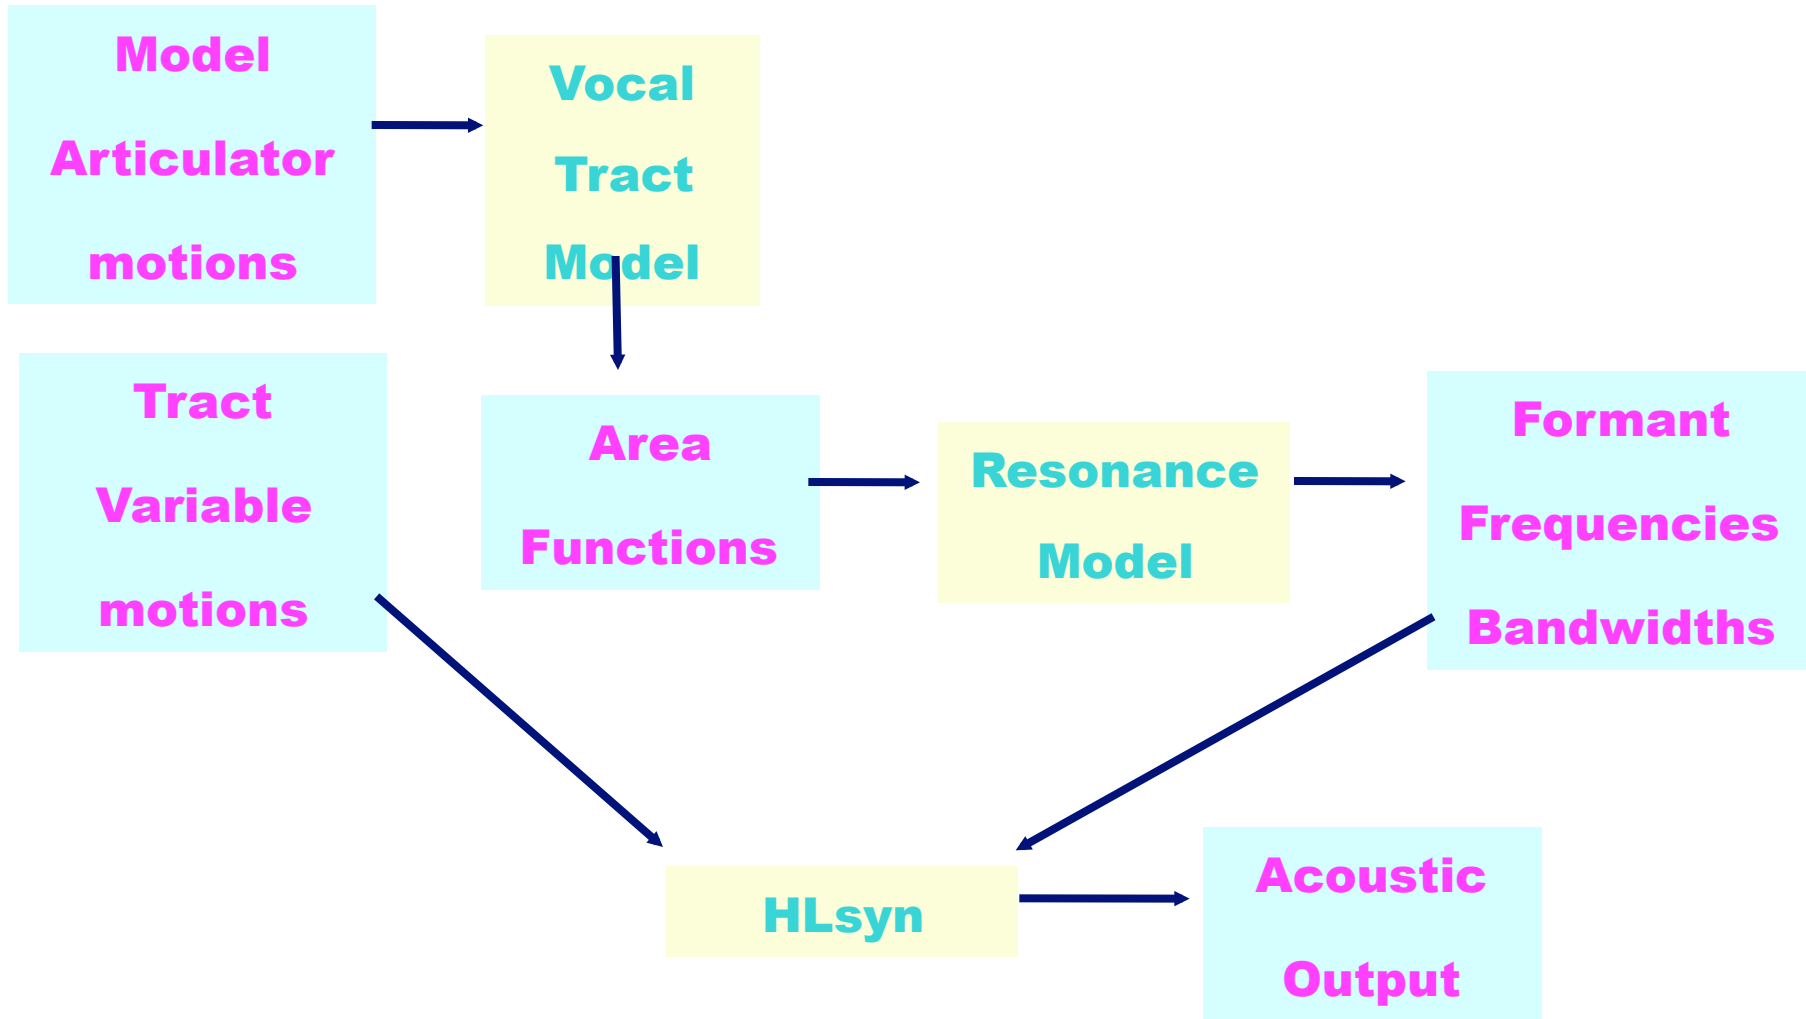 Model
Articulator
motions
Vocal
Tract
Model
Tract
Variable
motions
Area
Functions
Resonance
Model
Formant
Frequencies
Bandwidths
HLsyn
Acoustic
Output